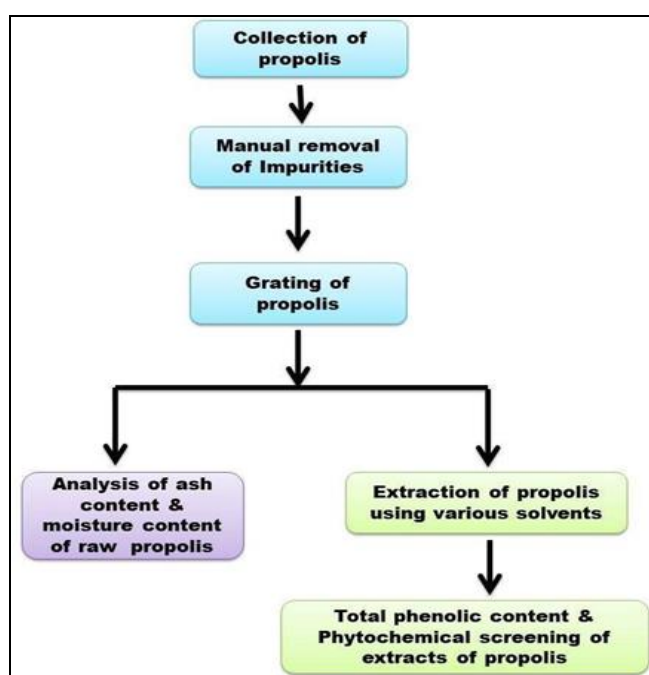 Collection of
propolis
Manual removal
of Impurities
Grating of
propolis
Analysis of ash
content &
moisture content
of raw propolis
Extraction of propolis
using various solvents
Total phenolic content &
Phytochemical screening of
extracts of propolis